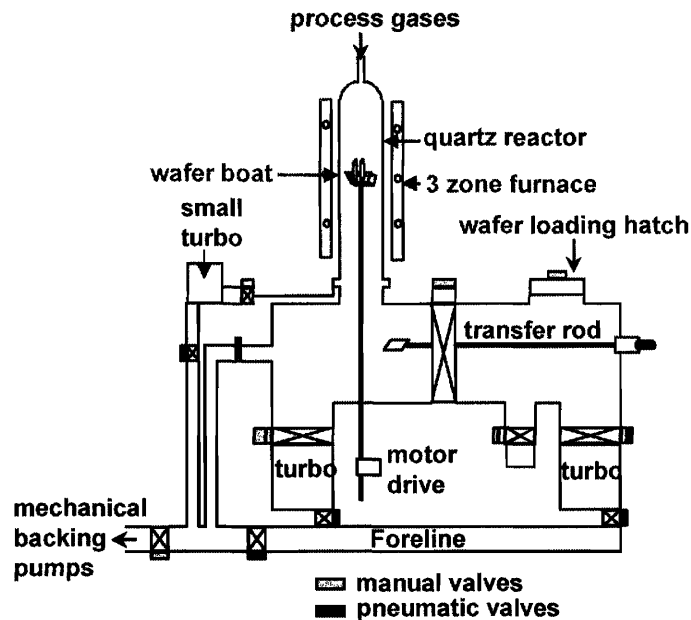 process gases
quartz reactor
wafer boat
3 zone furnace
small
turbo
wafer loading hatch
transfer rod
turbo
motor
drive
turbo
mechanical
backing
pumps
Foreline
manual valves
pneumatic valves